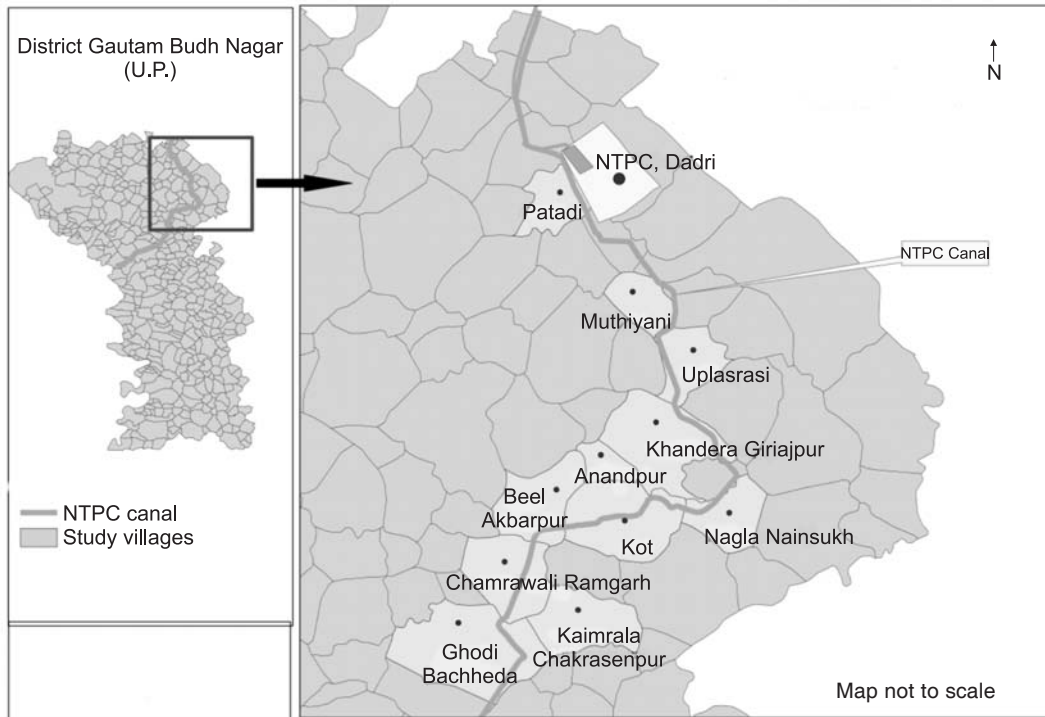 District Gautam Budh Nagar
(U.P.)
NTPC canal
Study villages
N
NTPC, Dadri
Patadi
NTPC Canal
Muthiyani
Uplasrasi
Khandera Giriajpur
Anandpur
Beel
Akbarpur
Kot
Nagla Nainsukh
Chamrawali Ramgarh
Kaimrala
Chakrasenpur
Ghodi
Bachheda
Map not to scale